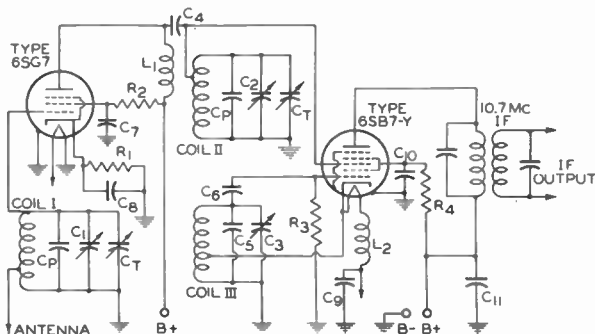 C4
TYPE
6SG7
L1
R2
C7
C2
CP
CT
COIL II
TYPE
6SB7-Y
10.7MC
IF
C10
IF
OUTPUT
R1
C8
C6
R3
R4
COIL I
CP
C1
CT
C5
C3
L2
COIL III
C9
C11
ANTENNA
B+
B- B+